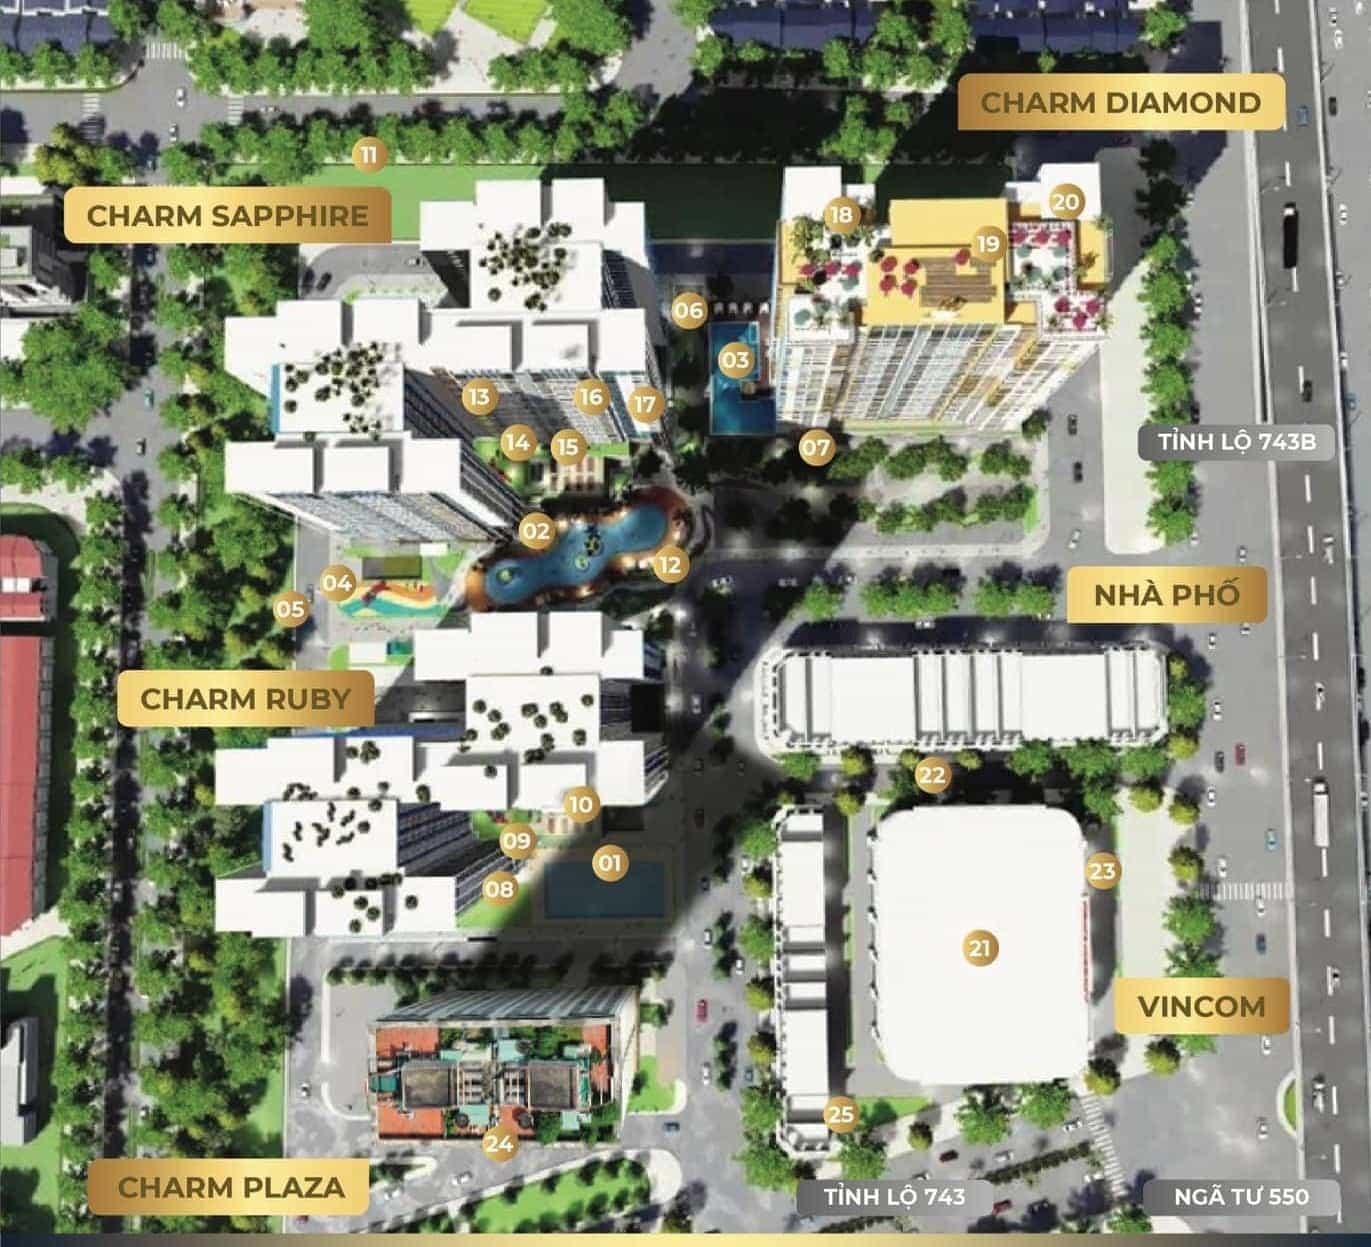 CHARM DIAMOND
11
CHARM SAPPHIRE
18
20
19
06
03
13
16
17
14
15
07
TỈNH LỘ 743B
02
12
04
05
NHÀ PHỐ
CHARM RUBY
22
10
09
01
08
23
21
VINCOM
25
24
CHARM PLAZA
TỈNH LỘ 743
NGÃ TƯ 550